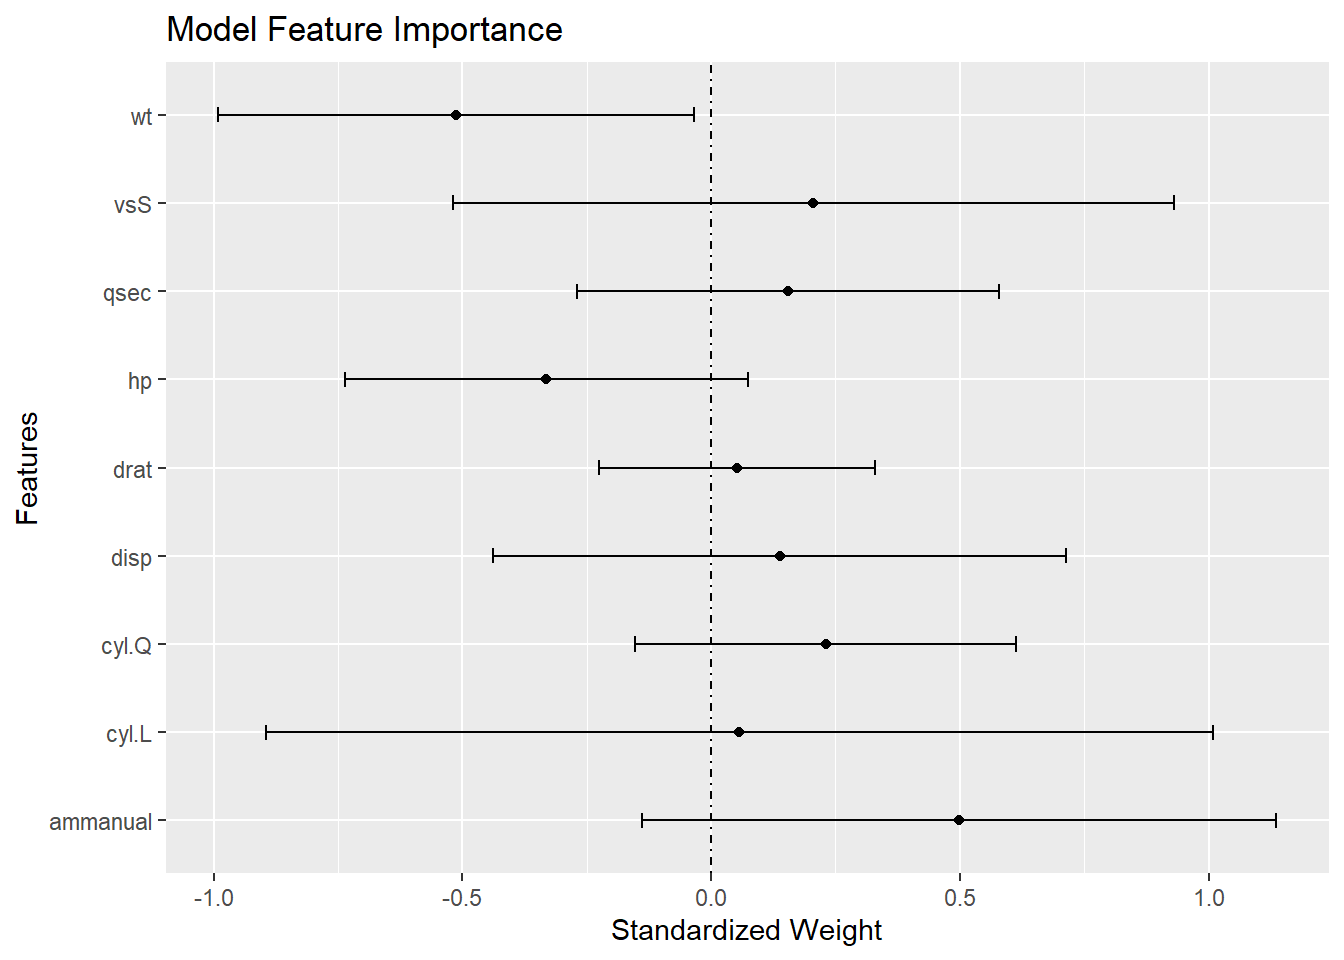 Model Feature Importance
wt
vsS
qsec
hp
drat
disp
cyl.Q
cyl.L
ammanual
Features
-1.0 -0.5 0.0 0.5 1.0
Standardized Weight